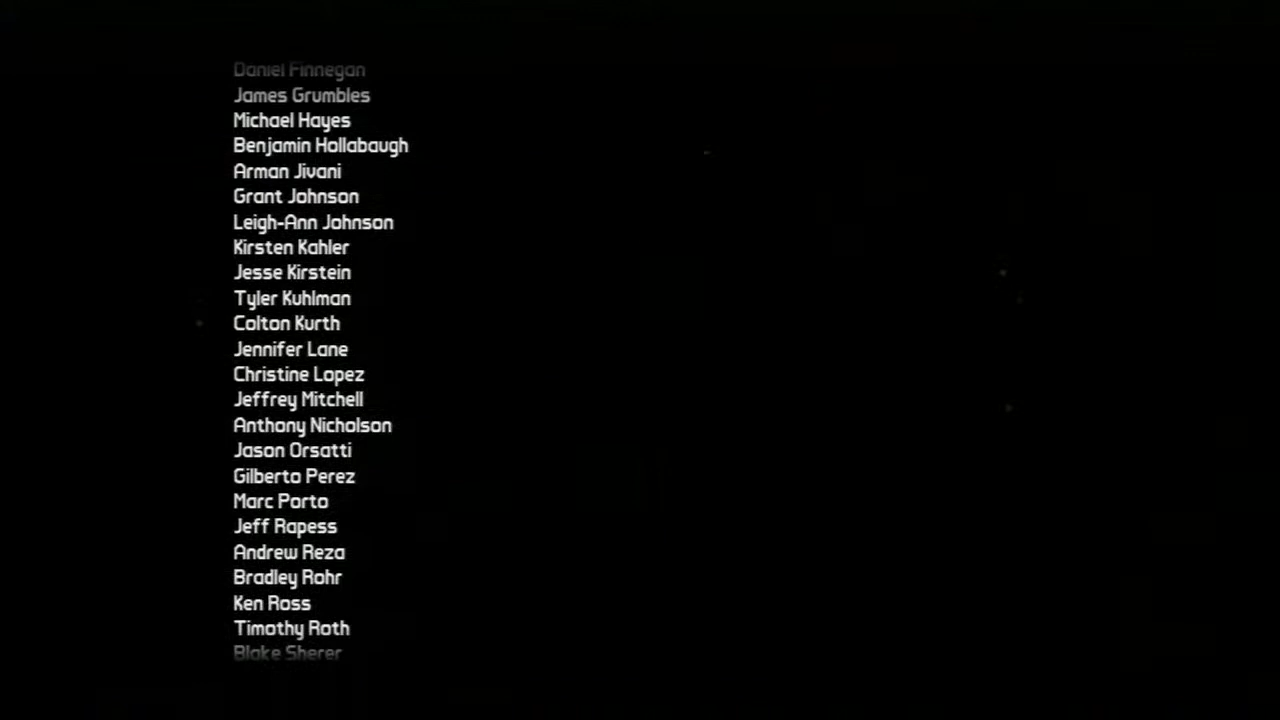 Daniel Finnegan
James Grumbles
Michael Hayes
Benjamin Hollabaugh
Arman Jivani
Grant Johnson
Leigh-Ann Johnson
Kirsten Kahler
Jesse Kirstein
Tyler Kuhlman
Colton Kurth
Jennifer Lane
Christine Lopez
Jeffrey Mitchell
Anthony Nicholson
Jason Orsatti
Gilberto Perez
Marc Porto
Jeff Rapess
Andrew Reza
Bradley Rohr
Ken Ross
Timothy Roth
Blake Sherer